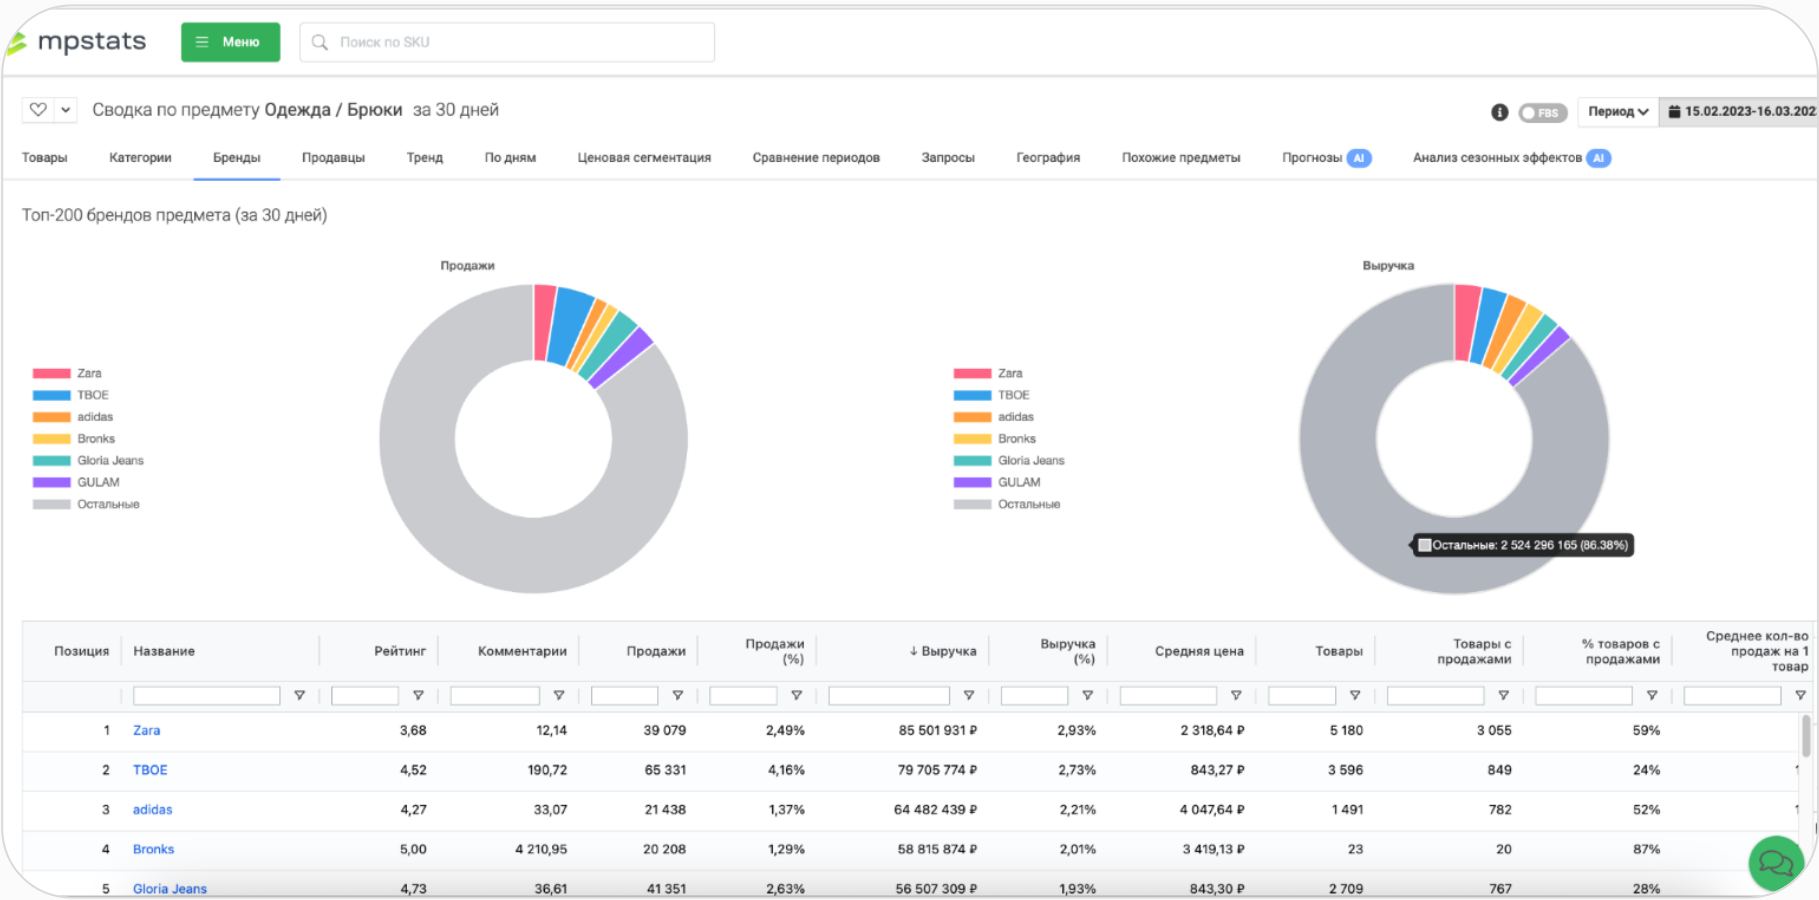 mpstats
Меню
Поиск по SKU
Сводка по предмету Одежда / Брюки за 30 дней
FBS
Период
15.02.2023-16.03.202
Товары Категории Бренды Продавцы Тренд По дням Ценовая сегментация Сравнение периодов Запросы География Похожие предметы Прогнозы AI Анализ сезонных эффектов AI
Топ-200 брендов предмета (за 30 дней)
Продажи
Zara
TBOE
adidas
Bronks
Gloria Jeans
GULAM
Остальные
Выручка
Zara
TBOE
adidas
Bronks
Gloria Jeans
GULAM
Остальные
Остальные: 2 524 296 165 (86.38%)
Позиция Название Рейтинг Комментарии Продажи Продажи (%) ↓ Выручка Выручка (%) Средняя цена Товары Товары с продажами % товаров с продажами Среднее кол-во продаж на 1 товар
1 Zara 3,68 12,14 39 079 2,49% 85 501 931 ₽ 2,93% 2 318,64 ₽ 5 180 3 055 59%
2 TBOE 4,52 190,72 65 331 4,16% 79 705 774 ₽ 2,73% 843,27 ₽ 3 596 849 24%
3 adidas 4,27 33,07 21 438 1,37% 64 482 439 ₽ 2,21% 4 047,64 ₽ 1 491 782 52%
4 Bronks 5,00 4 210,95 20 208 1,29% 58 815 874 ₽ 2,01% 3 419,13 ₽ 23 20 87%
5 Gloria Jeans 4,73 36,61 41 351 2,63% 56 507 309 ₽ 1,93% 843,30 ₽ 2 709 767 28%